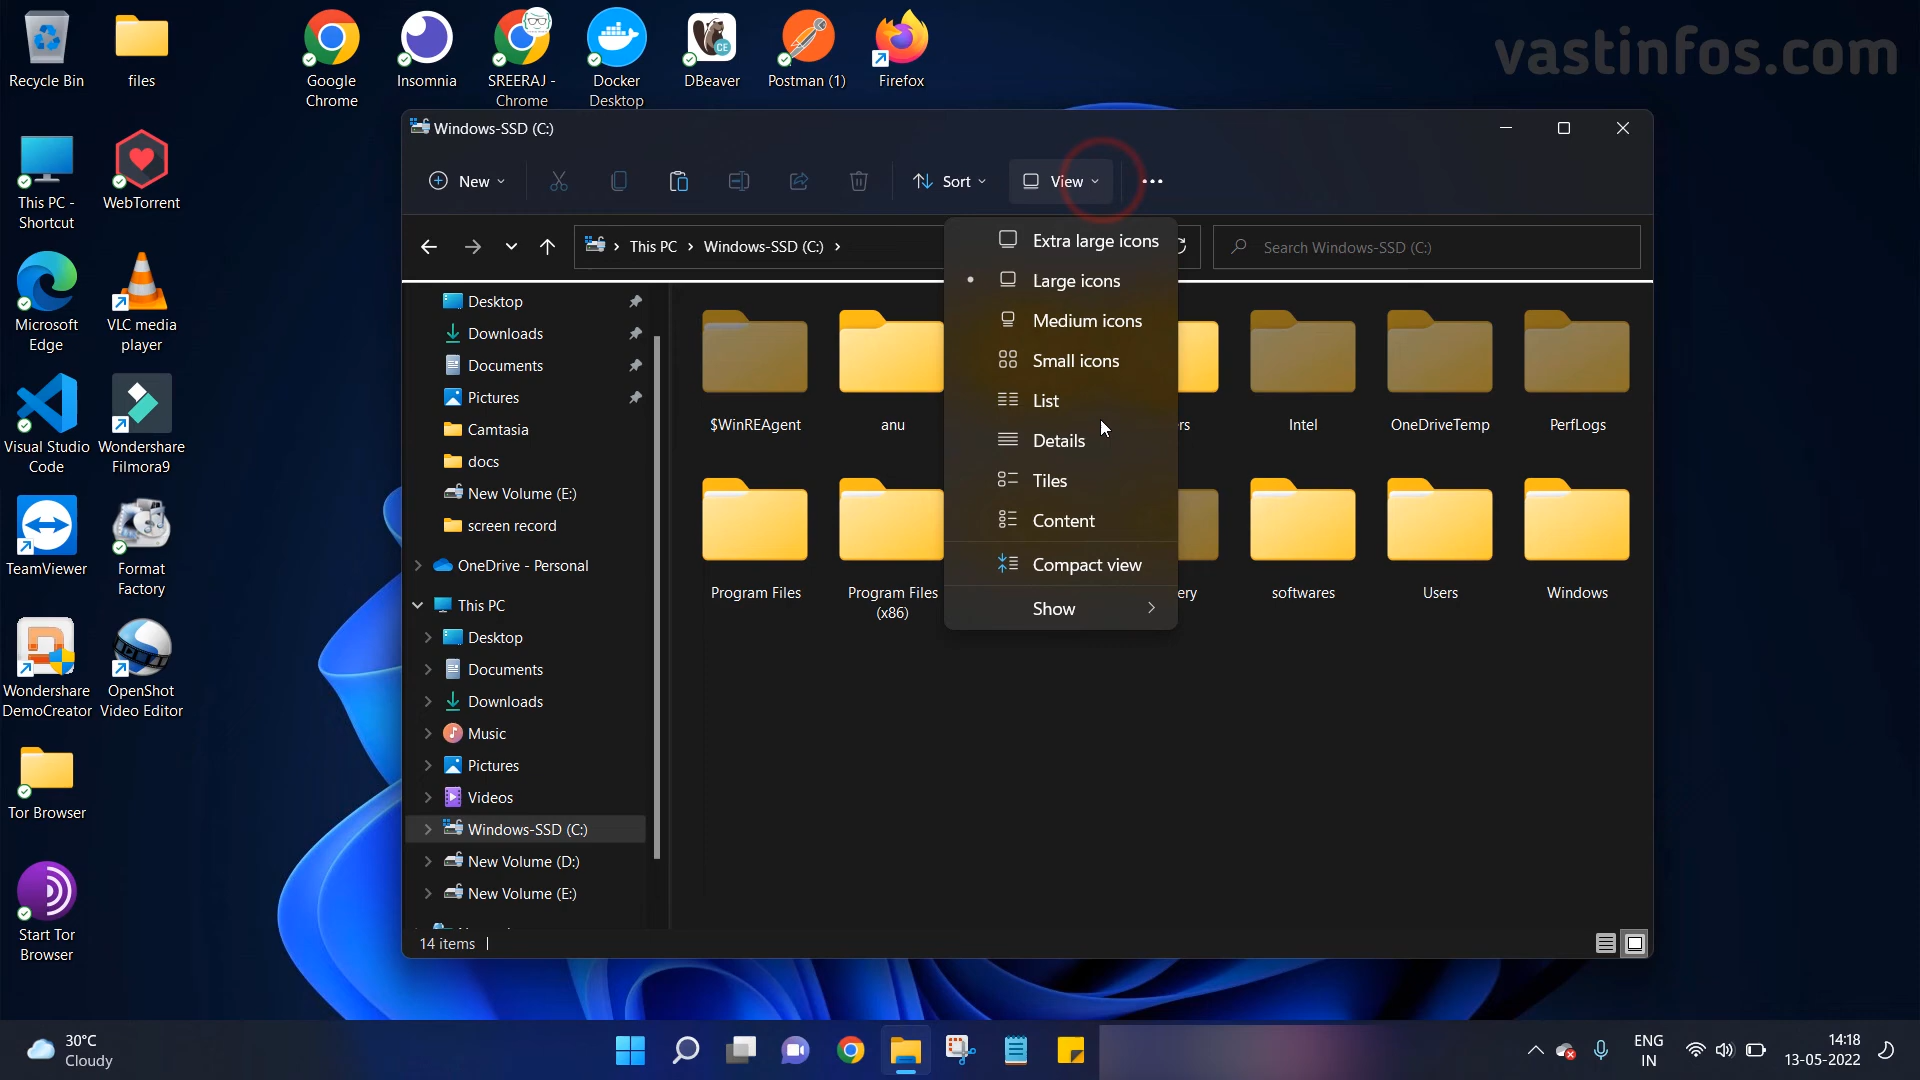 vastinfos.com
Recycle Bin
files
Google
Chrome
Insomnia
SREERAJ -
Chrome
Docker
Desktop
DBeaver
Postman (1)
Firefox
This PC -
Shortcut
WebTorrent
Microsoft
Edge
VLC media
player
Visual Studio
Code
Wondershare
Filmora9
TeamViewer
Format
Factory
Wondershare
DemoCreator
OpenShot
Video Editor
Tor Browser
Start Tor
Browser
Windows-SSD (C:)
New
Sort
View
This PC
Windows-SSD (C:)
Search Windows-SSD (C:)
Desktop
Downloads
Documents
Pictures
Camtasia
docs
New Volume (E:)
screen record
OneDrive - Personal
This PC
Desktop
Documents
Downloads
Music
Pictures
Videos
Windows-SSD (C:)
New Volume (D:)
New Volume (E:)
Extra large icons
Large icons
Medium icons
Small icons
List
Details
Tiles
Content
Compact view
Show
$WinREAgent
anu
rs
Intel
OneDriveTemp
PerfLogs
Program Files
Program Files
(x86)
ery
softwares
Users
Windows
14 items
30°C
Cloudy
ENG
IN
14:18
13-05-2022